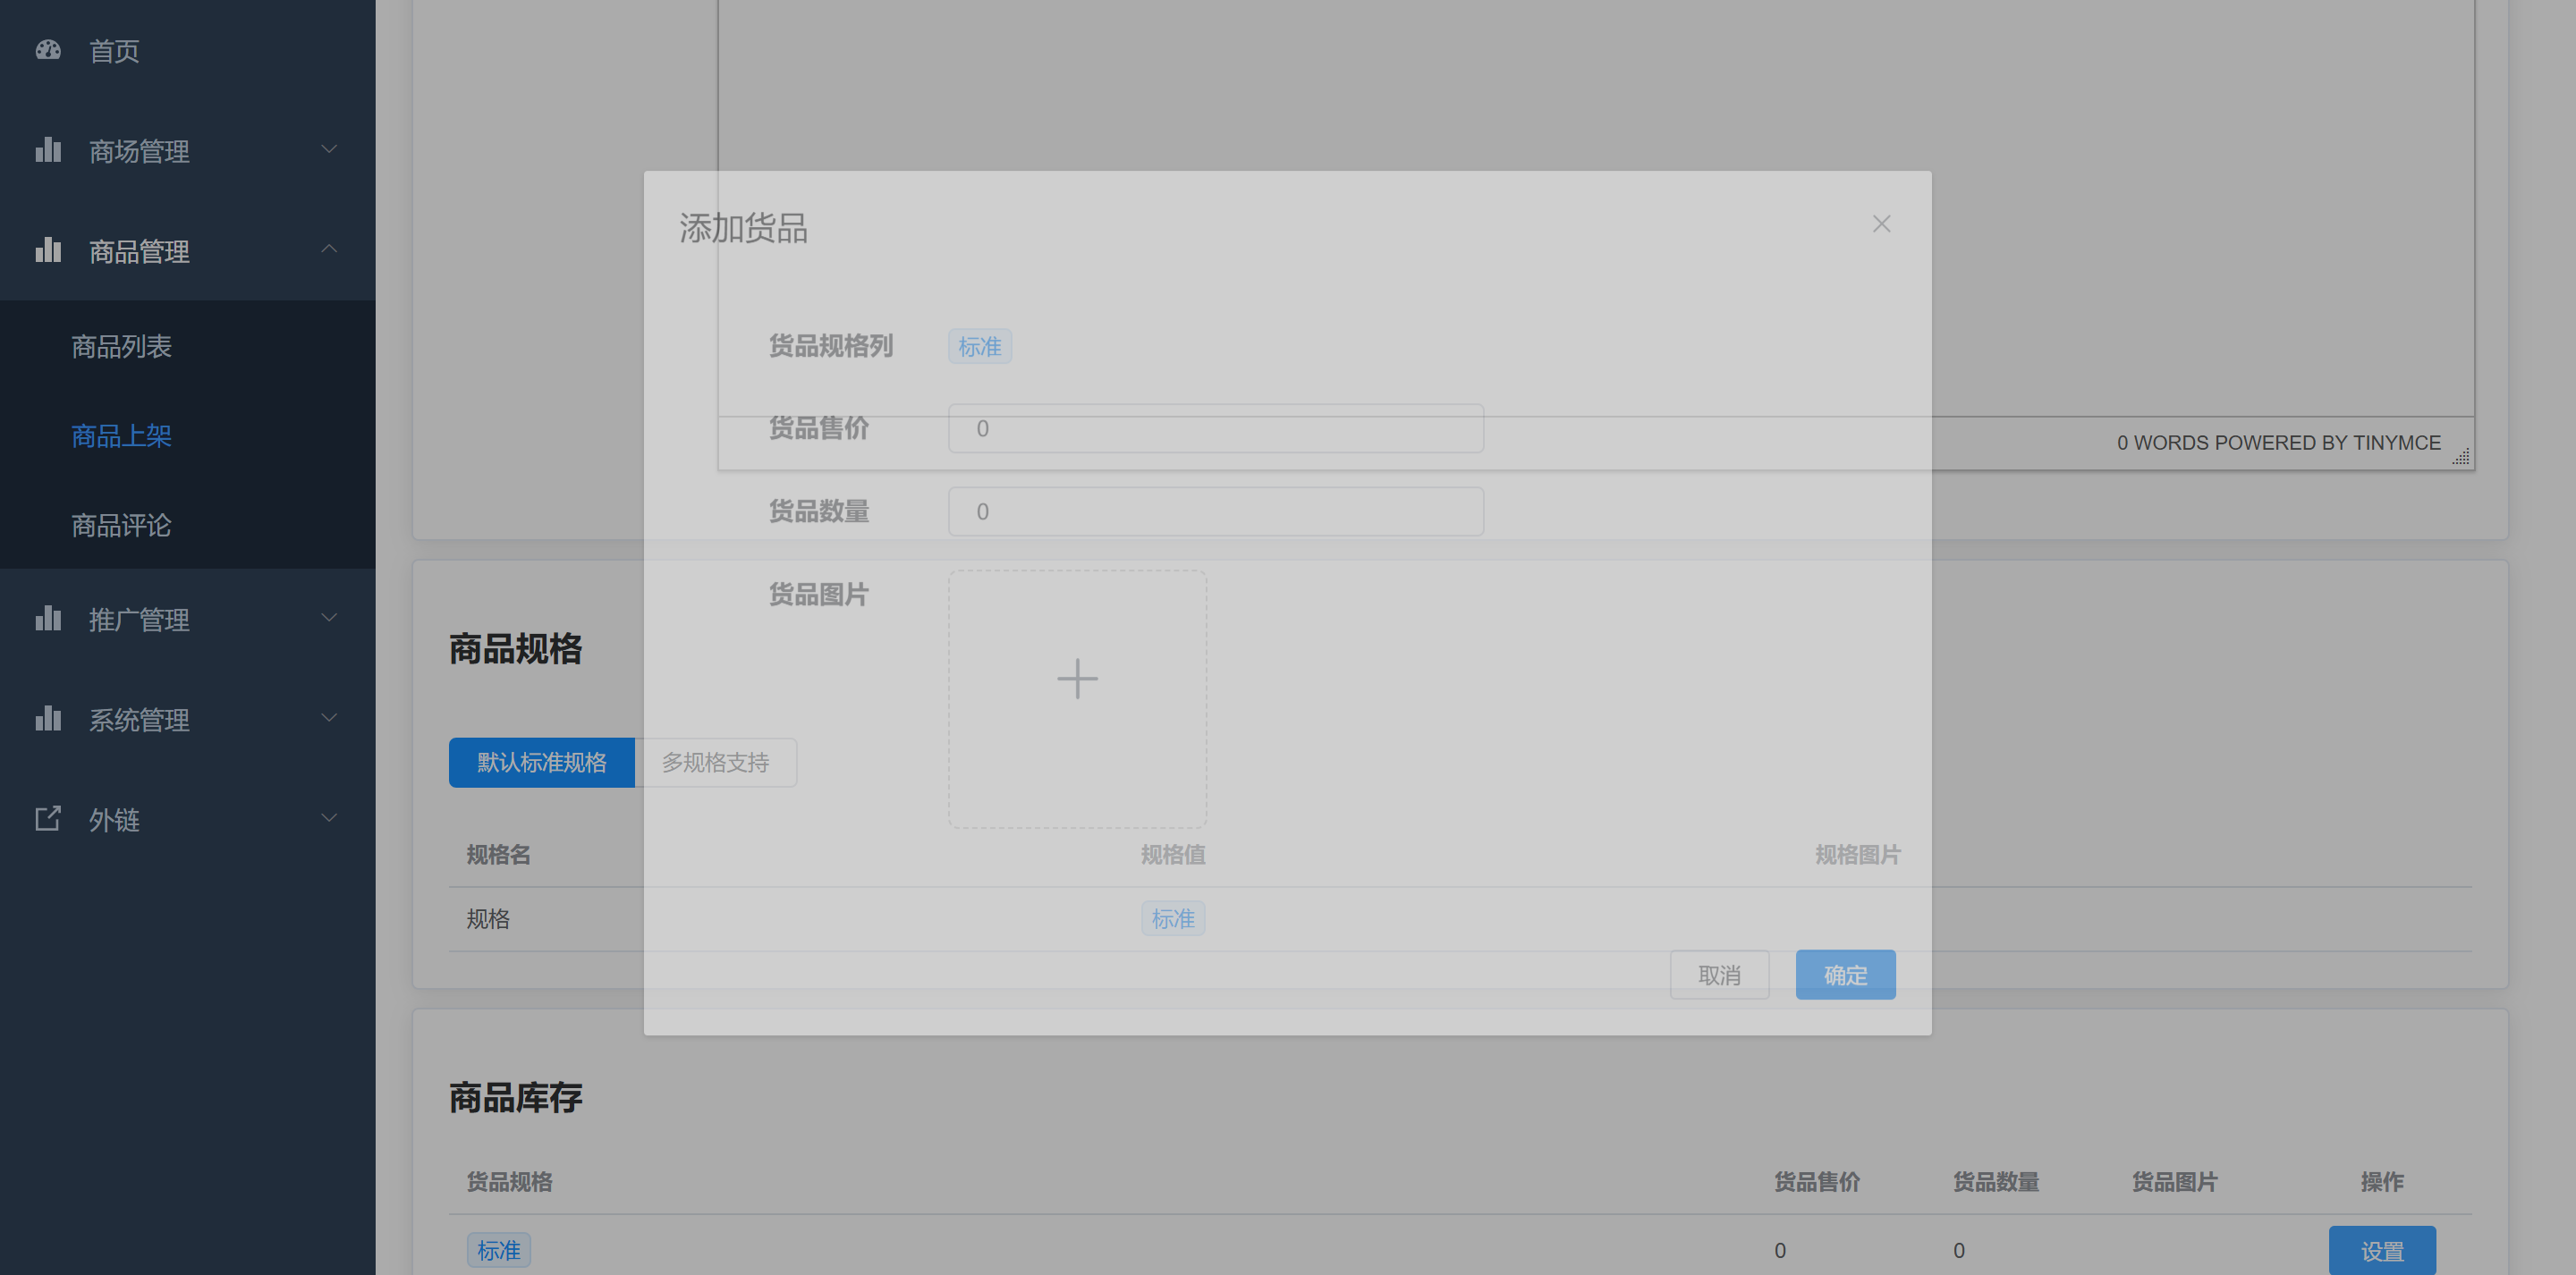 首页
商场管理
商品管理
商品列表
商品上架
商品评论
推广管理
系统管理
外链
添加货品
货品规格列 标准
货品售价 0
0 WORDS POWERED BY TINYMCE
货品数量 0
货品图片
商品规格
默认标准规格 多规格支持
规格名 规格值 规格图片
规格 标准
取消 确定
商品库存
货品规格 货品售价 货品数量 货品图片 操作
标准 0 0 设置